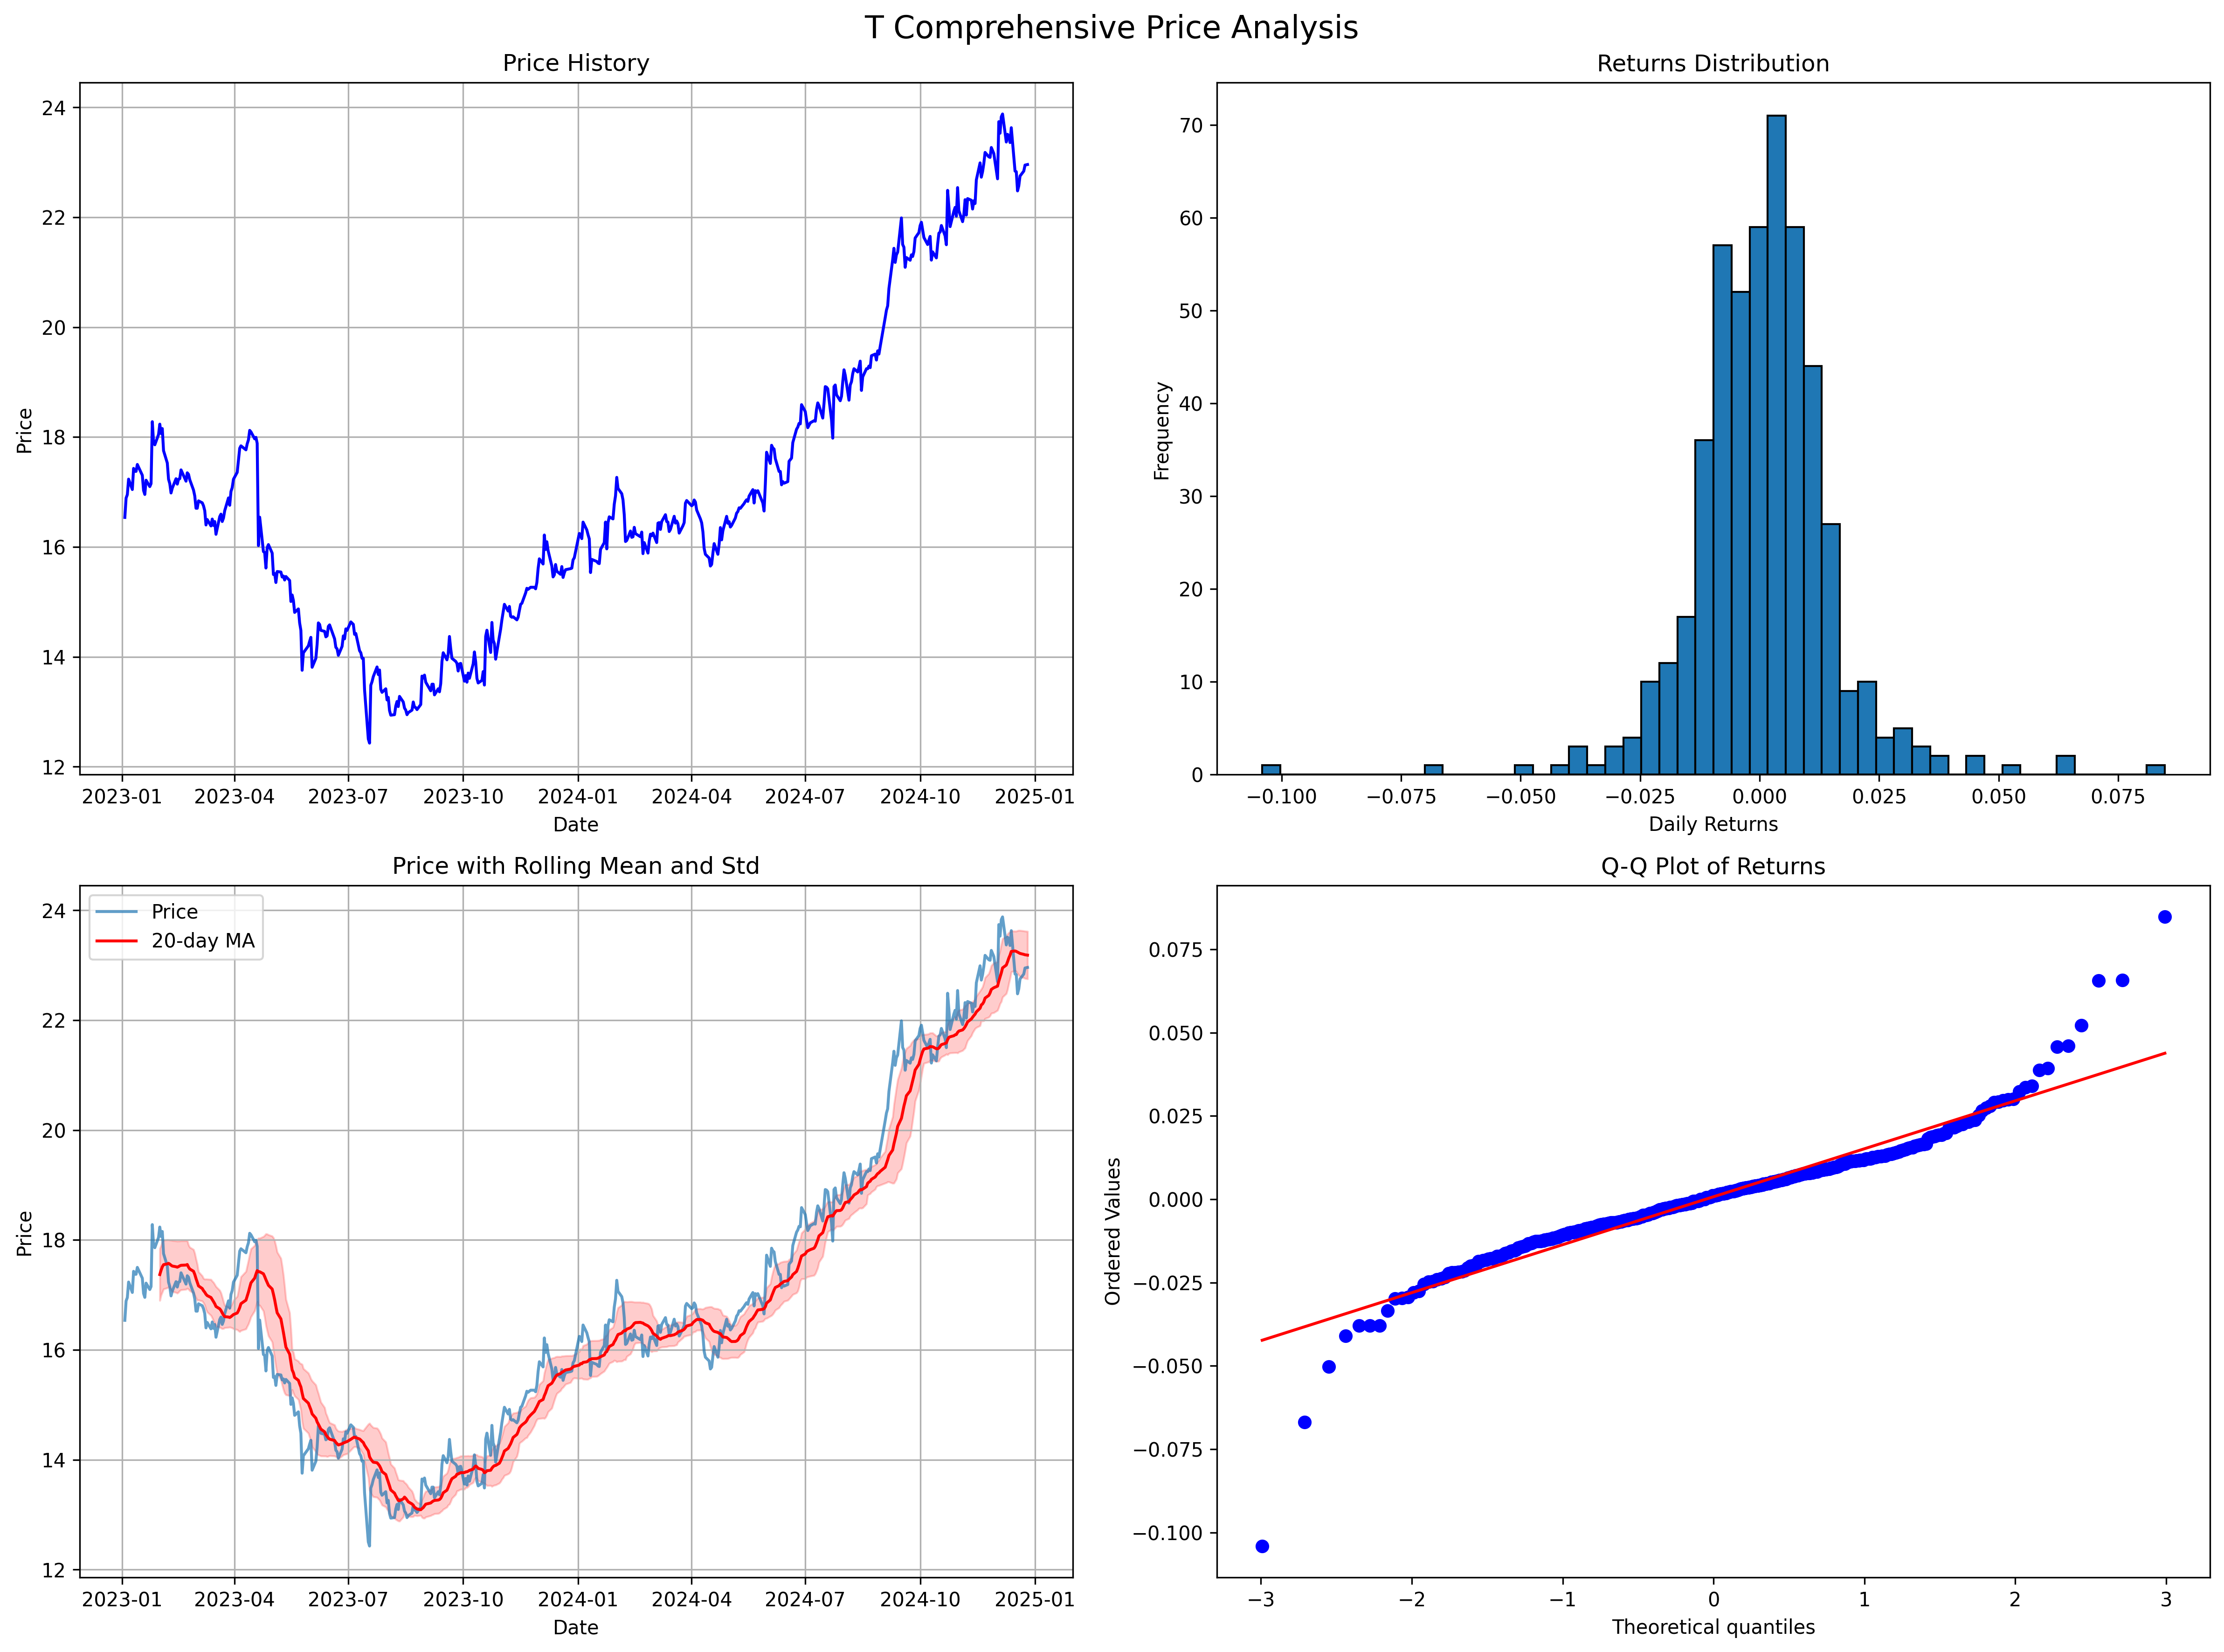 T Comprehensive Price Analysis
Price History
24
22
20
18
16
14
12
Price
2023-01 2023-04 2023-07 2023-10 2024-01 2024-04 2024-07 2024-10 2025-01
Date
Returns Distribution
70
60
50
40
30
20
10
0
Frequency
−0.100 −0.075 −0.050 −0.025 0.000 0.025 0.050 0.075
Daily Returns
Price with Rolling Mean and Std
Price
20-day MA
24
22
20
18
16
14
12
Price
2023-01 2023-04 2023-07 2023-10 2024-01 2024-04 2024-07 2024-10 2025-01
Date
Q-Q Plot of Returns
0.075
0.050
0.025
0.000
−0.025
−0.050
−0.075
−0.100
Ordered Values
−3 −2 −1 0 1 2 3
Theoretical quantiles